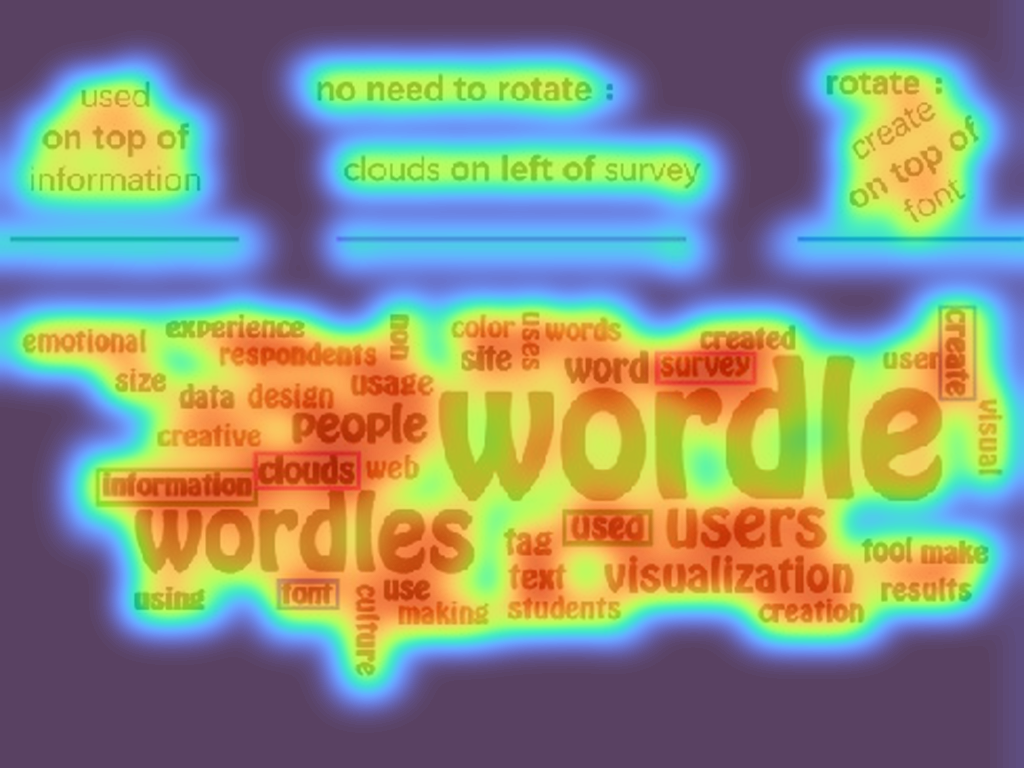 used
on top of
information
no need to rotate :
clouds on left of survey
rotate :
create
on top of
font
emotional experience non color uses words created create
respondents site word survey user
size data design usage wordle visual
creative people
information clouds web
wordles tag used users tool make
text visualization results
using font culture use making students creation